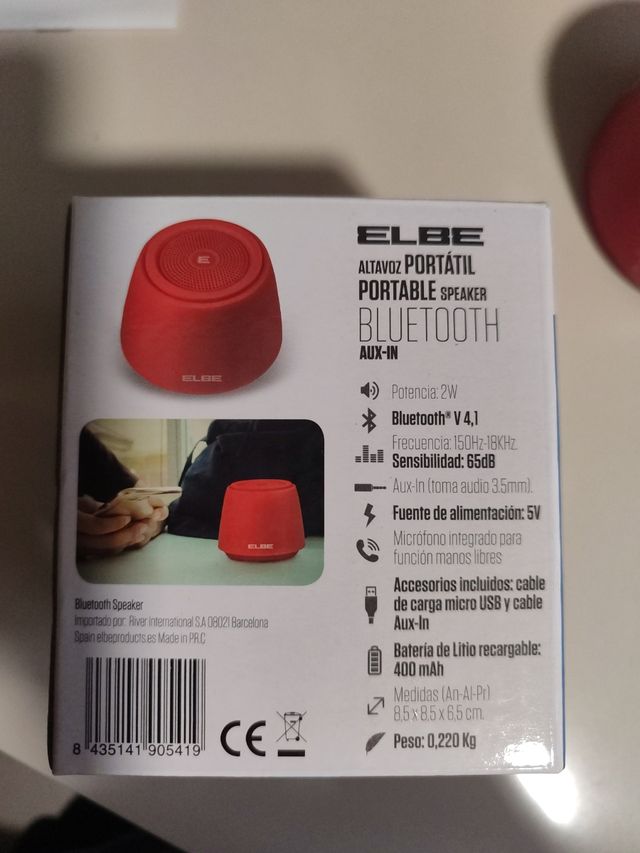 E
ELBE
ELBE
ELBE
ALTAVOZ PORTÁTIL
PORTABLE SPEAKER
BLUETOOTH
AUX-IN
Potencia: 2W
Bluetooth® V 4,1
Frecuencia: 150Hz-18KHz.
Sensibilidad: 65dB
Aux-In (toma audio 3.5mm).
Fuente de alimentación: 5V
Micrófono integrado para
función manos libres
Accesorios incluidos: cable
de carga micro USB y cable
Aux-In
Batería de Litio recargable:
400 mAh
Medidas (An-Al-Pr)
8,5 x 8,5 x 6,5 cm.
Peso: 0,220 Kg
Bluetooth Speaker
Importado por: River International S.A 08021 Barcelona
Spain elbeproducts.es Made in P.R.C
8 435141 905419
CE